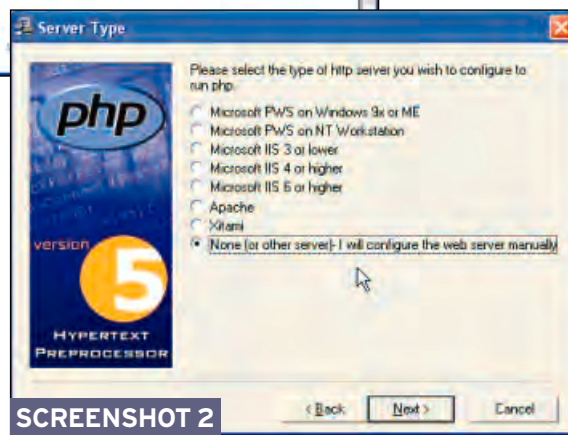 Server Type
Please select the type of http server you wish to configure to
run php.
Microsoft PWS on Windows 9x or ME
Microsoft PWS on NT Workstation
Microsoft IIS 3 or lower
Microsoft IIS 4 or higher
Microsoft IIS 6 or higher
Apache
Xitami
None (or other server)- I will configure the web server manually
php
version
5
HYPERTEXT
PREPROCESSOR
< Back
Next >
Cancel
SCREENSHOT 2